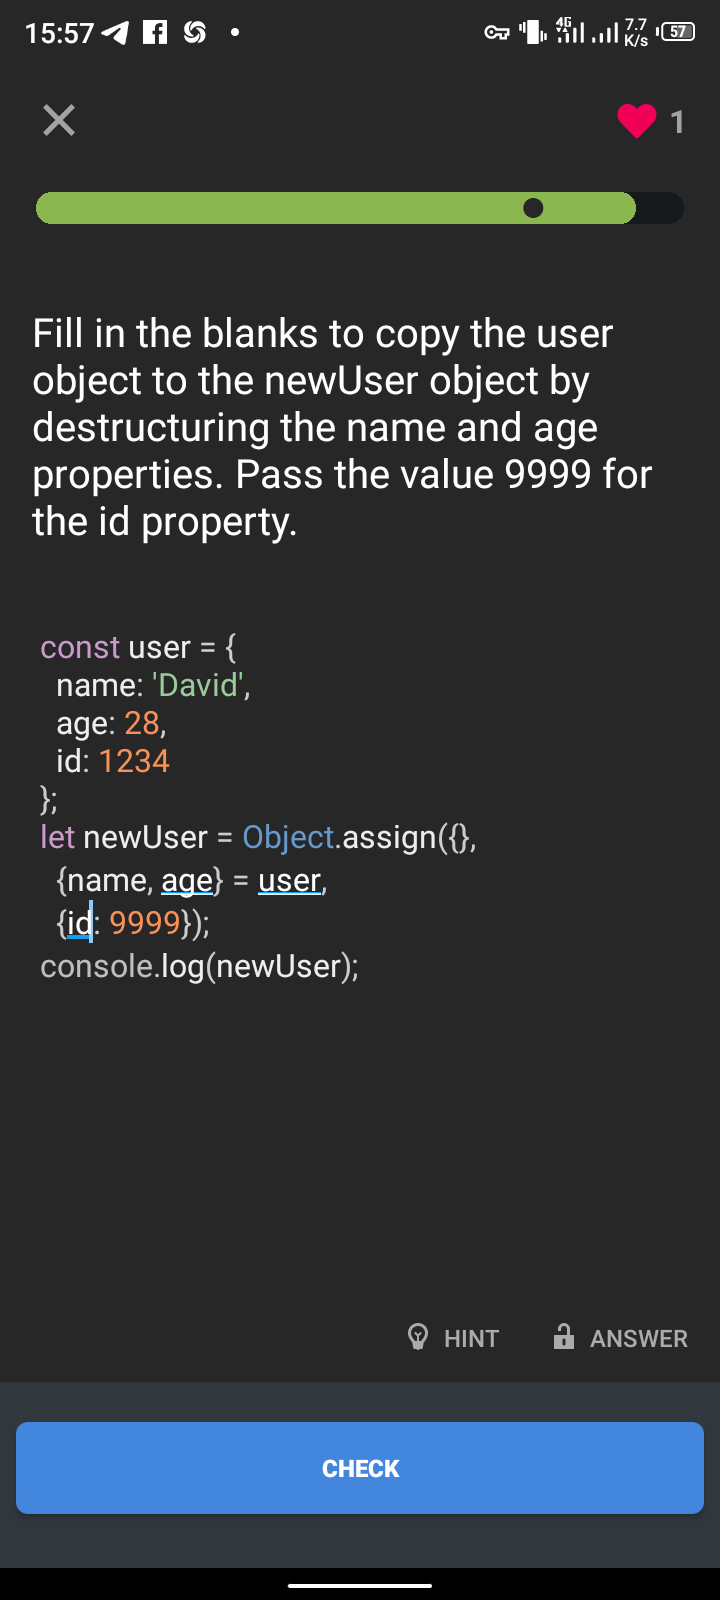 15:57
4G
7.7
K/s
57
1
Fill in the blanks to copy the user
object to the newUser object by
destructuring the name and age
properties. Pass the value 9999 for
the id property.
const user = {
name: 'David',
age: 28,
id: 1234
};
let newUser = Object.assign({},
{name, age} = user,
{id: 9999});
console.log(newUser);
HINT
ANSWER
CHECK